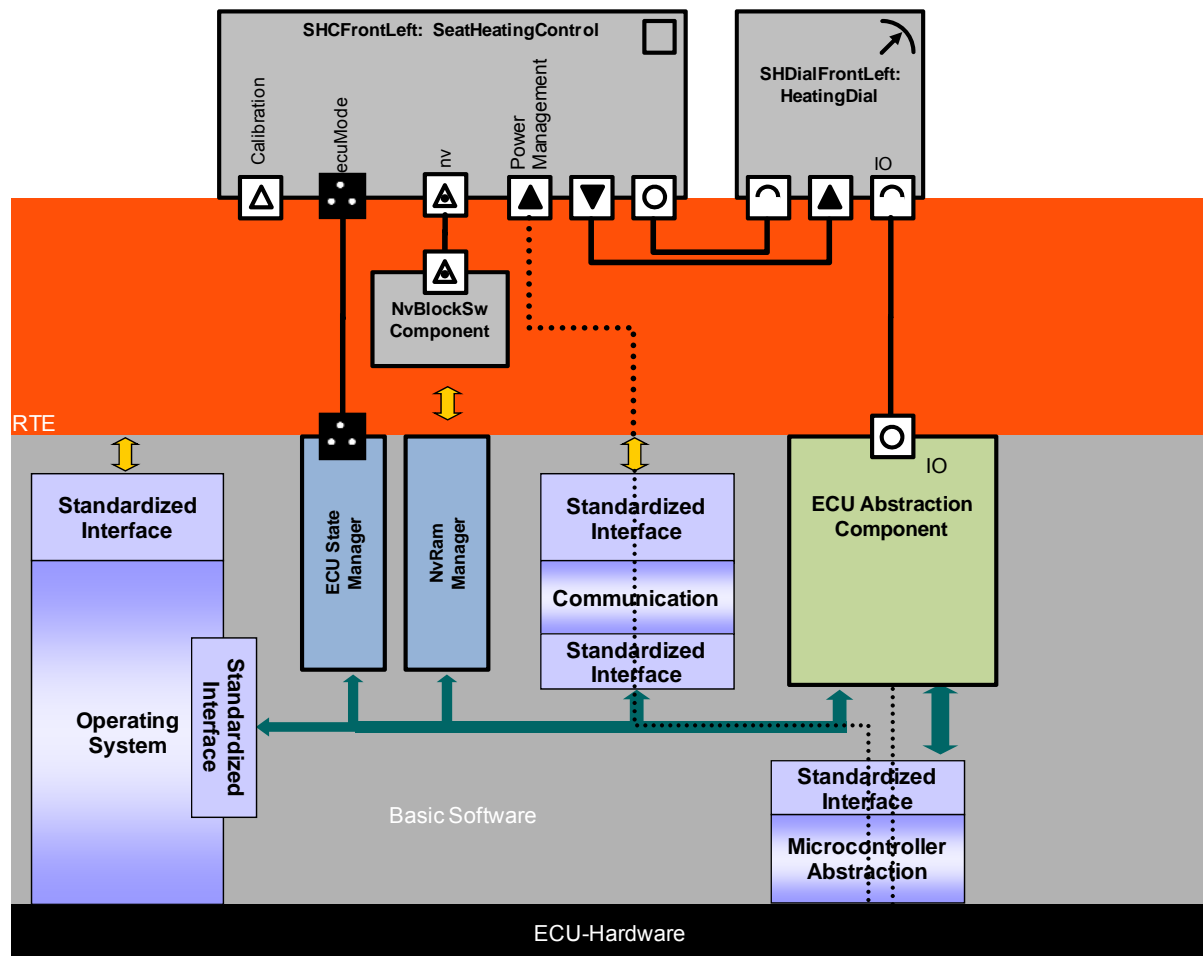 SHCFrontLeft: SeatHeatingControl
SHDialFrontLeft:
HeatingDial
Calibration
ecuMode
nv
Power
Management
IO
NvBlockSw
Component
RTE
Standardized
Interface
Operating
System
Standardized
Interface
ECU State
Manager
NvRam
Manager
Standardized
Interface
Communication
Standardized
Interface
IO
ECU Abstraction
Component
Standardized
Interface
Microcontroller
Abstraction
Basic Software
ECU-Hardware